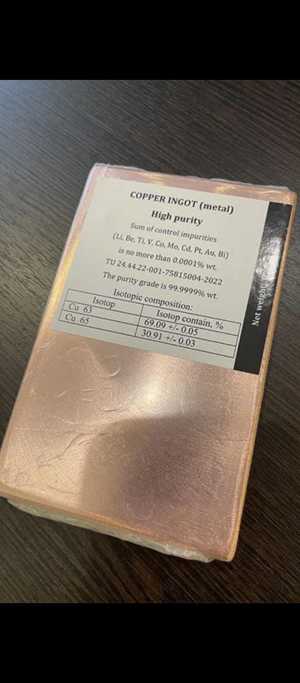 COPPER INGOT (metal)
High purity
Sum of control impurities
(Li, Be, Ti, V, Co, Mo, Cd, Pt, Au, Bi)
is no more than 0.0001% wt.
TU 24.44.22-001-75815004-2022
The purity grade is 99.9999% wt.
Isotopic composition:
Isotop Isotop contain, %
Cu 63 69.09 +/- 0.05
Cu 65 30.91 +/- 0.03
Net weight